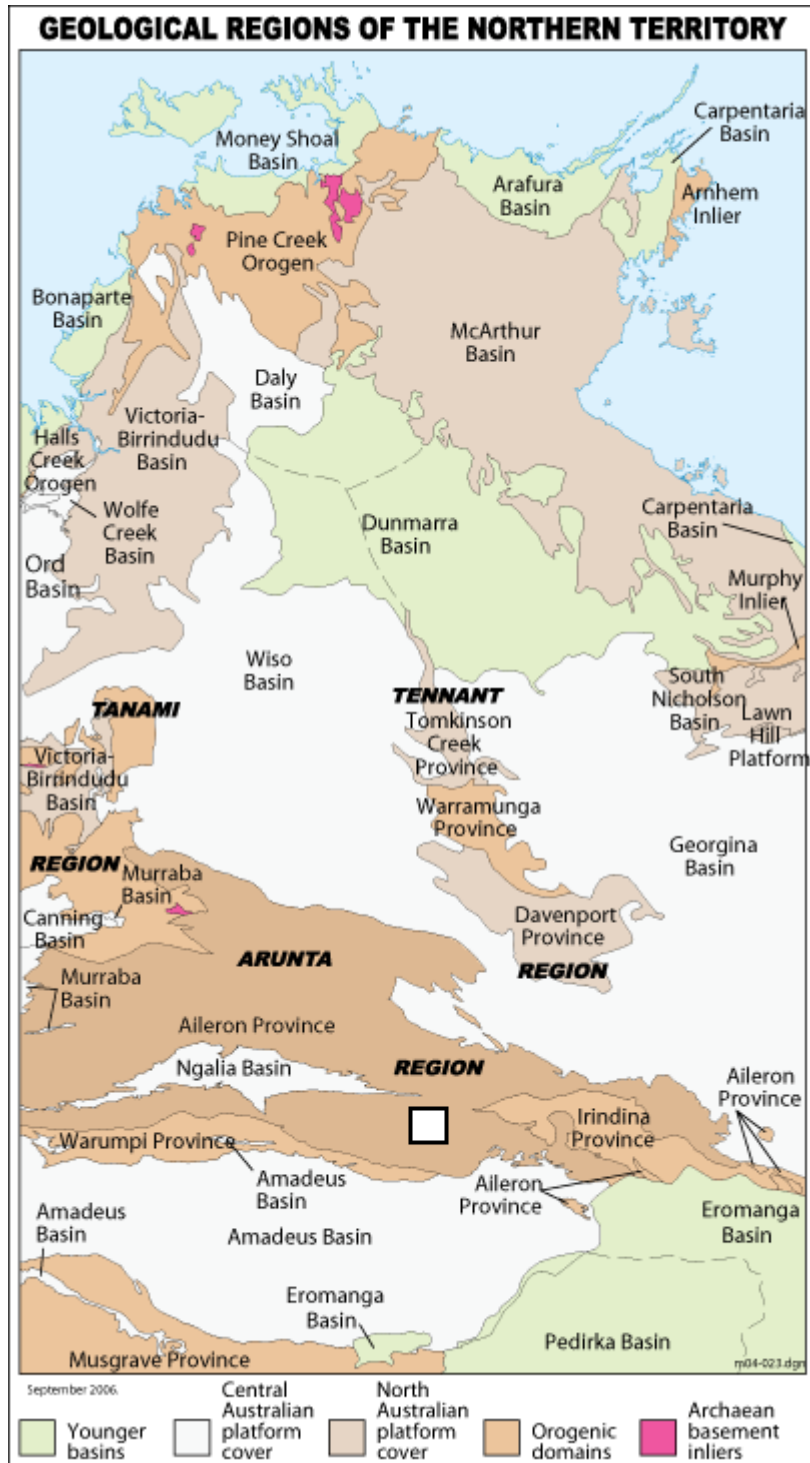 GEOLOGICAL REGIONS OF THE NORTHERN TERRITORY
Carpentaria
Basin
Money Shoal
Basin
Arafura
Basin
Arnhem
Inlier
Pine Creek
Orogen
Bonaparte
Basin
McArthur
Basin
Daly
Basin
Victoria-
Birrindudu
Basin
Halls
Creek
Orogen
Wolfe
Creek
Basin
Dunmarra
Basin
Carpentaria
Basin
Ord
Basin
Murphy
Inlier
Wiso
Basin
South
Nicholson
Basin
Lawn
Hill
Platform
TANAMI
TENNANT
Tomkinson
Creek
Province
Victoria-
Birrindudu
Basin
Warramunga
Province
Georgina
Basin
REGION
Murraba
Basin
Canning
Basin
Davenport
Province
ARUNTA
REGION
Murraba
Basin
Aileron Province
Ngalia Basin
REGION
Aileron
Province
Irindina
Province
Warumpi Province
Amadeus
Basin
Aileron
Province
Amadeus
Basin
Amadeus Basin
Eromanga
Basin
Eromanga
Basin
Pedirka Basin
Musgrave Province
m04-023.dgn
September 2006.
Younger
basins
Central
Australian
platform
cover
North
Australian
platform
cover
Orogenic
domains
Archaean
basement
inliers